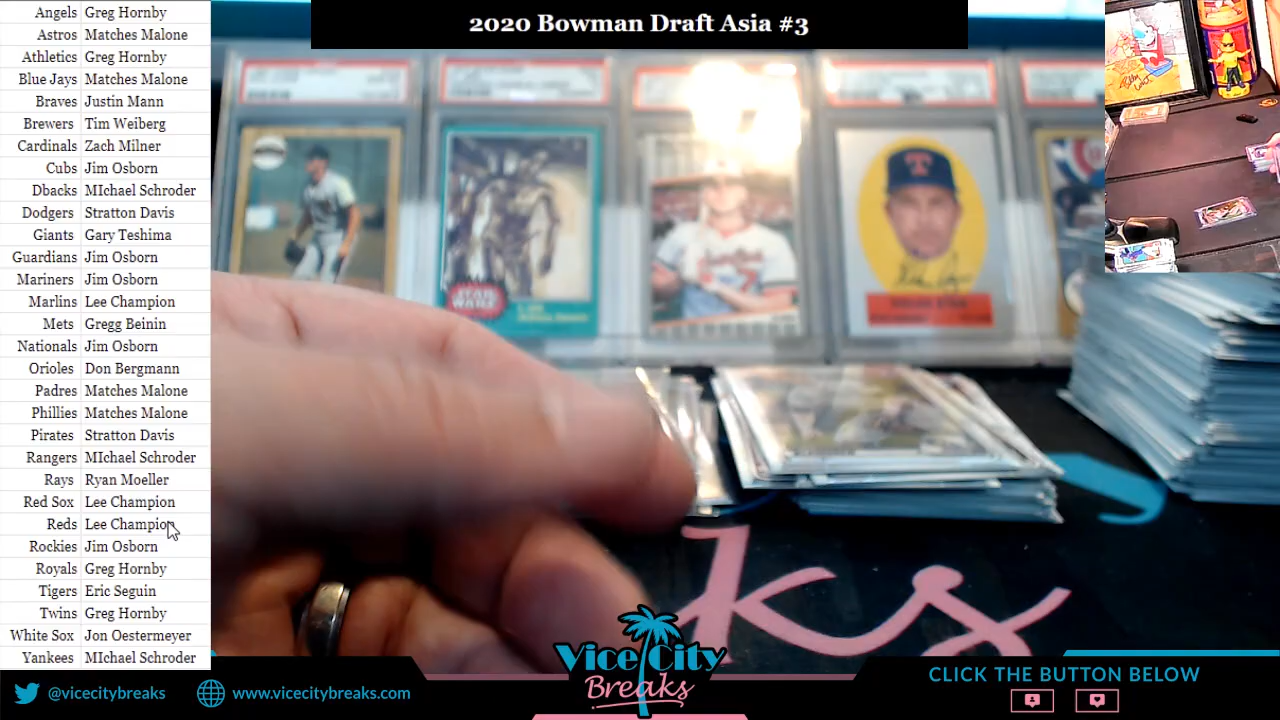 2020 Bowman Draft Asia #3
Angels Greg Hornby
Astros Matches Malone
Athletics Greg Hornby
Blue Jays Matches Malone
Braves Justin Mann
Brewers Tim Weiberg
Cardinals Zach Milner
Cubs Jim Osborn
Dbacks MIchael Schroder
Dodgers Stratton Davis
Giants Gary Teshima
Guardians Jim Osborn
Mariners Jim Osborn
Marlins Lee Champion
Mets Gregg Beinin
Nationals Jim Osborn
Orioles Don Bergmann
Padres Matches Malone
Phillies Matches Malone
Pirates Stratton Davis
Rangers MIchael Schroder
Rays Ryan Moeller
Red Sox Lee Champion
Reds Lee Champion
Rockies Jim Osborn
Royals Greg Hornby
Tigers Eric Seguin
Twins Greg Hornby
White Sox Jon Oestermeyer
Yankees MIchael Schroder
STAR
WARS
T
ks
Vice City
Breaks
@vicecitybreaks
www.vicecitybreaks.com
CLICK THE BUTTON BELOW